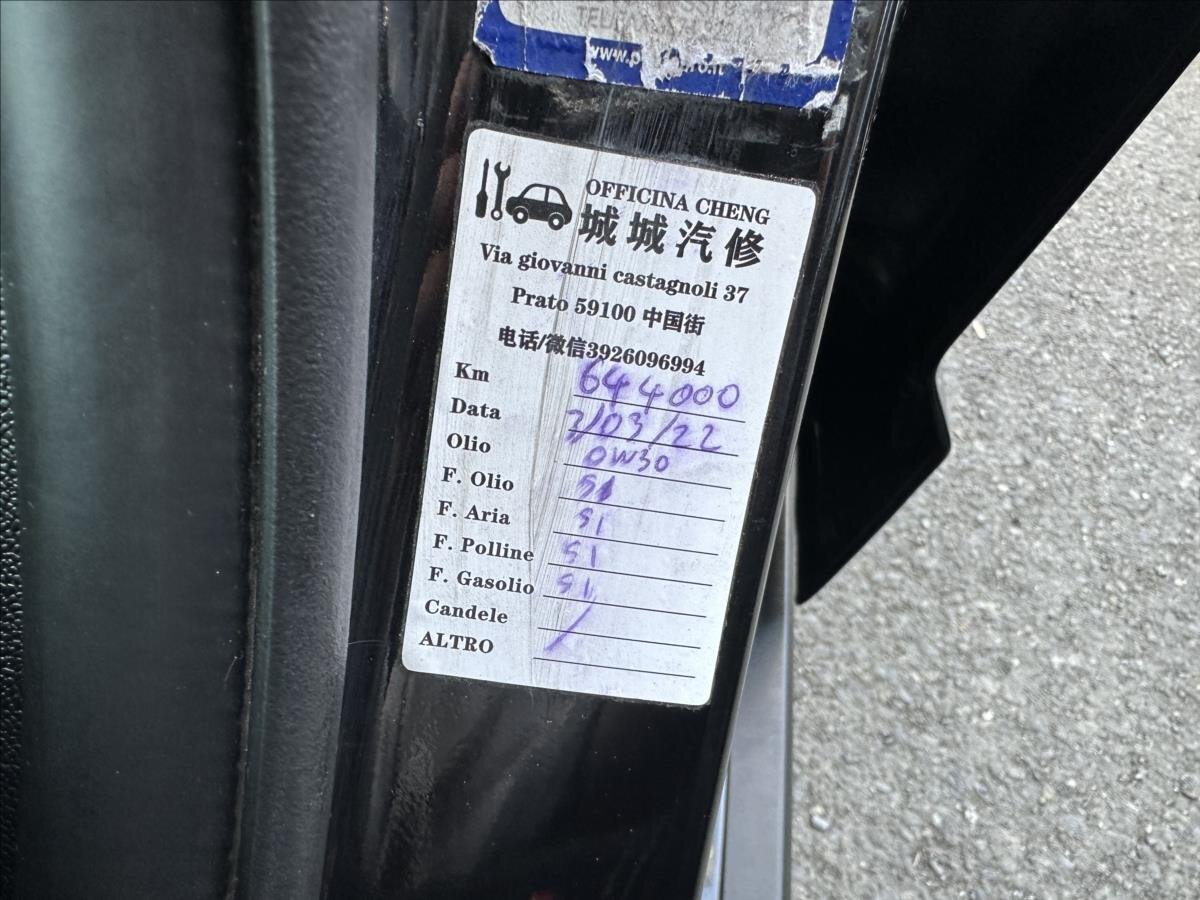 OFFICINA CHENG
城城汽修
Via giovanni castagnoli 37
Prato 59100 中国街
电话/微信3926096994
Km 644000
Data 7/03/22
Olio 0W30
F. Olio SI
F. Aria SI
F. Polline SI
F. Gasolio SI
Candele /
ALTRO